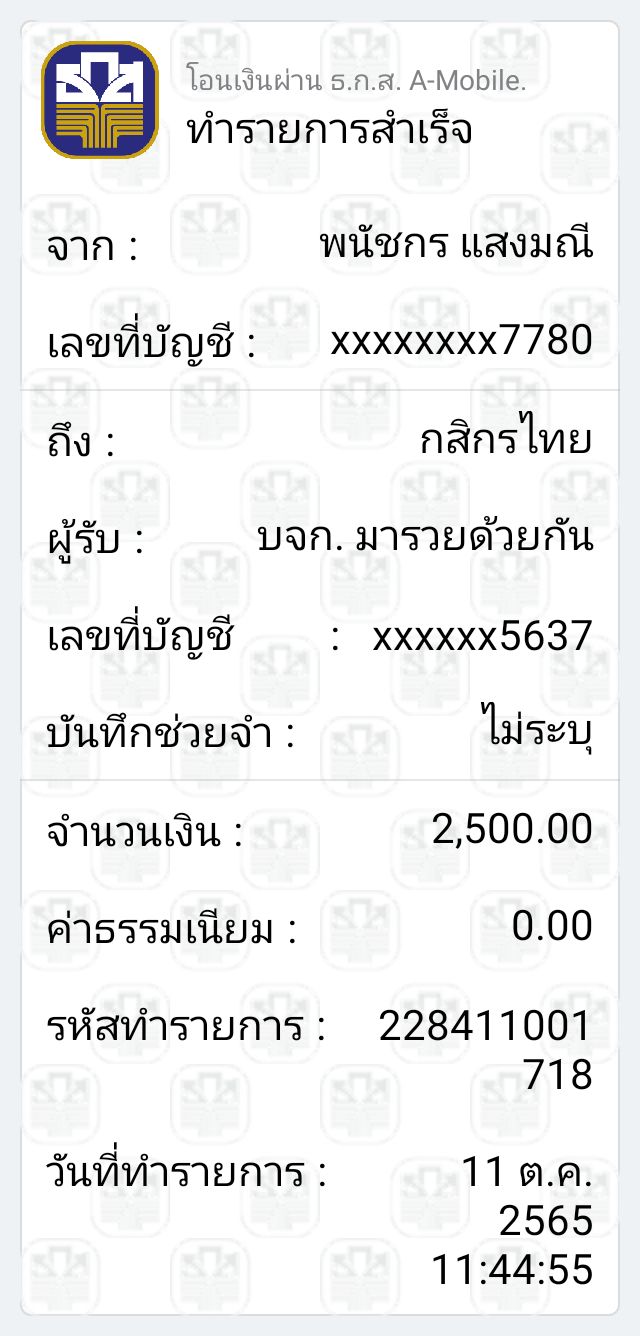 โอนเงินผ่าน ธ.ก.ส. A-Mobile.
ทำรายการสำเร็จ
จาก : พนัชกร แสงมณี
เลขที่บัญชี : xxxxxxxx7780
ถึง : กสิกรไทย
ผู้รับ : บจก. มารวยด้วยกัน
เลขที่บัญชี : xxxxxx5637
บันทึกช่วยจำ : ไม่ระบุ
จำนวนเงิน : 2,500.00
ค่าธรรมเนียม : 0.00
รหัสทำรายการ : 228411001
718
วันที่ทำรายการ : 11 ต.ค.
2565
11:44:55